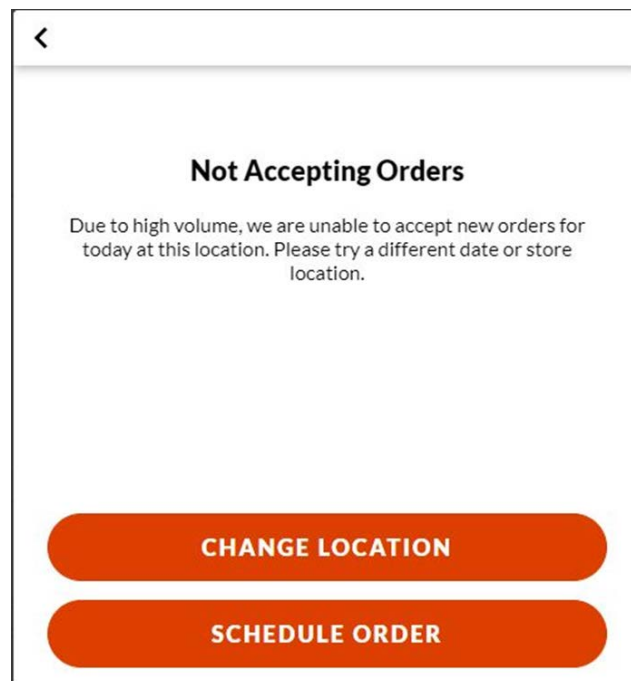 Not Accepting Orders
Due to high volume, we are unable to accept new orders for
today at this location. Please try a different date or store
location.
CHANGE LOCATION
SCHEDULE ORDER